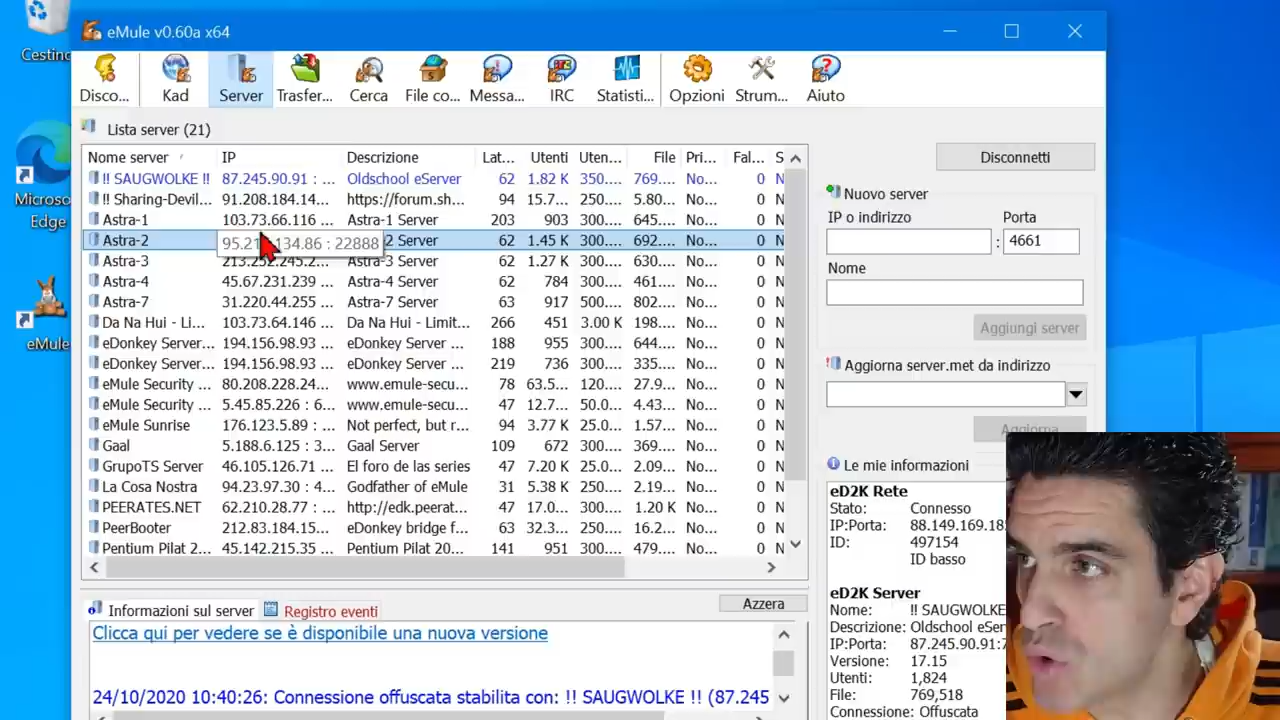 Cestino
eMule v0.60a x64
Disco... Kad Server Trasfer... Cerca File co... Messa... IRC Statisti... Opzioni Strum... Aiuto
Lista server (21)
Nome server IP Descrizione Lat... Utenti Uten... File Pri... Fal... S
!! SAUGWOLKE !! 87.245.90.91 : ... Oldschool eServer 62 1.82 K 350.... 769.... No... 0 N
!! Sharing-Devil... 91.208.184.14... https://forum.sh... 94 15.7... 210.... 5.80... No... 0 N
Astra-1 103.73.66.116 ... Astra-1 Server 203 903 300.... 645.... No... 0 N
Astra-2 2 Server 62 1.45 K 300.... 692.... No... 0 N
134.86 : 22888
Astra-3 213.252.245.2... Astra-3 Server 62 1.27 K 300.... 630.... No... 0 N
Astra-4 45.67.231.239 ... Astra-4 Server 62 784 300.... 461.... No... 0 N
Astra-7 31.220.44.255 ... Astra-7 Server 63 917 500.... 802.... No... 0 N
Da Na Hui - Li... 103.73.64.146 ... Da Na Hui - Limit... 266 451 3.00 K 198.... No... 0 N
eDonkey Server... 194.156.98.93 ... eDonkey Server ... 188 955 300.... 644.... No... 0 N
eDonkey Server... 194.156.98.93 ... eDonkey Server ... 219 736 300.... 335.... No... 0 N
eMule Security ... 80.208.228.24... www.emule-secu... 78 63.5... 120.... 27.9... No... 0 N
eMule Security ... 5.45.85.226 : 6... www.emule-secu... 47 12.7... 50.0... 4.43... No... 0 N
eMule Sunrise 176.123.5.89 : ... Not perfect, but r... 94 3.77 K 25.0... 1.57... No... 0 N
Gaal 5.188.6.125 : 3... Gaal Server 109 672 300.... 369.... No... 0 N
GrupoTS Server 46.105.126.71 ... El foro de las series 47 7.20 K 25.0... 2.09... No... 0 N
La Cosa Nostra 94.23.97.30 : 4... Godfather of eMule 31 5.38 K 250.... 2.19... No... 0 N
PEERATES.NET 62.210.28.77 : ... http://edk.peerat... 47 17.0... 250.... 1.20 K No... 0 N
PeerBooter 212.83.184.15... eDonkey bridge f... 63 32.3... 250.... 16.2... No... 0 N
Pentium Pilat 2... 45.142.215.35 ... Pentium Pilat 20... 141 951 300.... 479.... No... 0 N
Disconnetti
Nuovo server
IP o indirizzo Porta
: 4661
Nome
Aggiungi server
Aggiorna server.met da indirizzo
Aggiorna
Le mie informazioni
eD2K Rete
Stato: Connesso
IP:Porta: 88.149.169.18
ID: 497154
ID basso
eD2K Server
Nome: !! SAUGWOLKE
Descrizione: Oldschool eSer
IP:Porta: 87.245.90.91:7
Versione: 17.15
Utenti: 1,824
File: 769,518
Connessione: Offuscata
Informazioni sul server Registro eventi Azzera
Clicca qui per vedere se è disponibile una nuova versione
24/10/2020 10:40:26: Connessione offuscata stabilita con: !! SAUGWOLKE !! (87.245
Microso
Edge
eMule